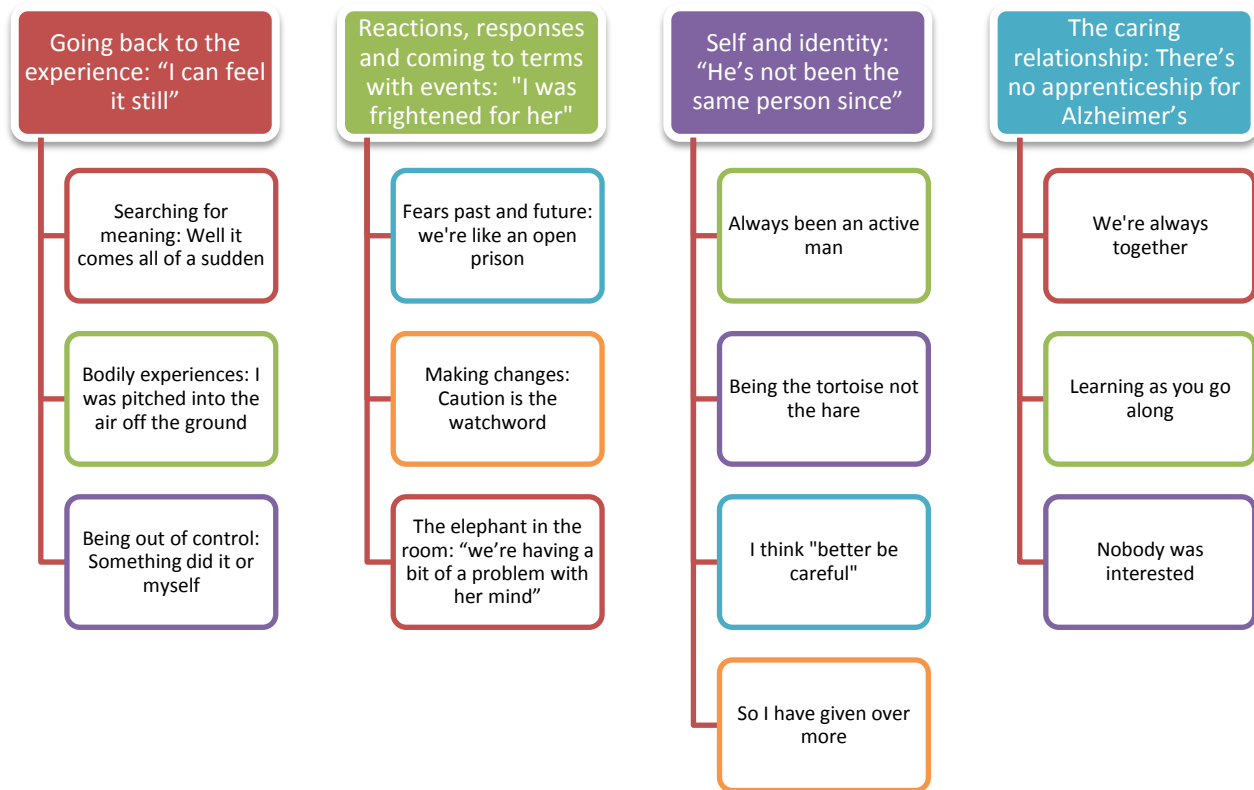 Going back to the
experience: “I can feel
it still”
Searching for
meaning: Well it
comes all of a sudden
Bodily experiences: I
was pitched into the
air off the ground
Being out of control:
Something did it or
myself
Reactions, responses
and coming to terms
with events:  "I was
frightened for her"
Fears past and future:
we're like an open
prison
Making changes:
Caution is the
watchword
The elephant in the
room: “we’re having a
bit of a problem with
her mind”
Self and identity:
“He’s not been the
same person since”
Always been an active
man
Being the tortoise not
the hare
I think "better be
careful"
So I have given over
more
The caring
relationship: There’s
no apprenticeship for
Alzheimer’s
We're always
together
Learning as you go
along
Nobody was
interested